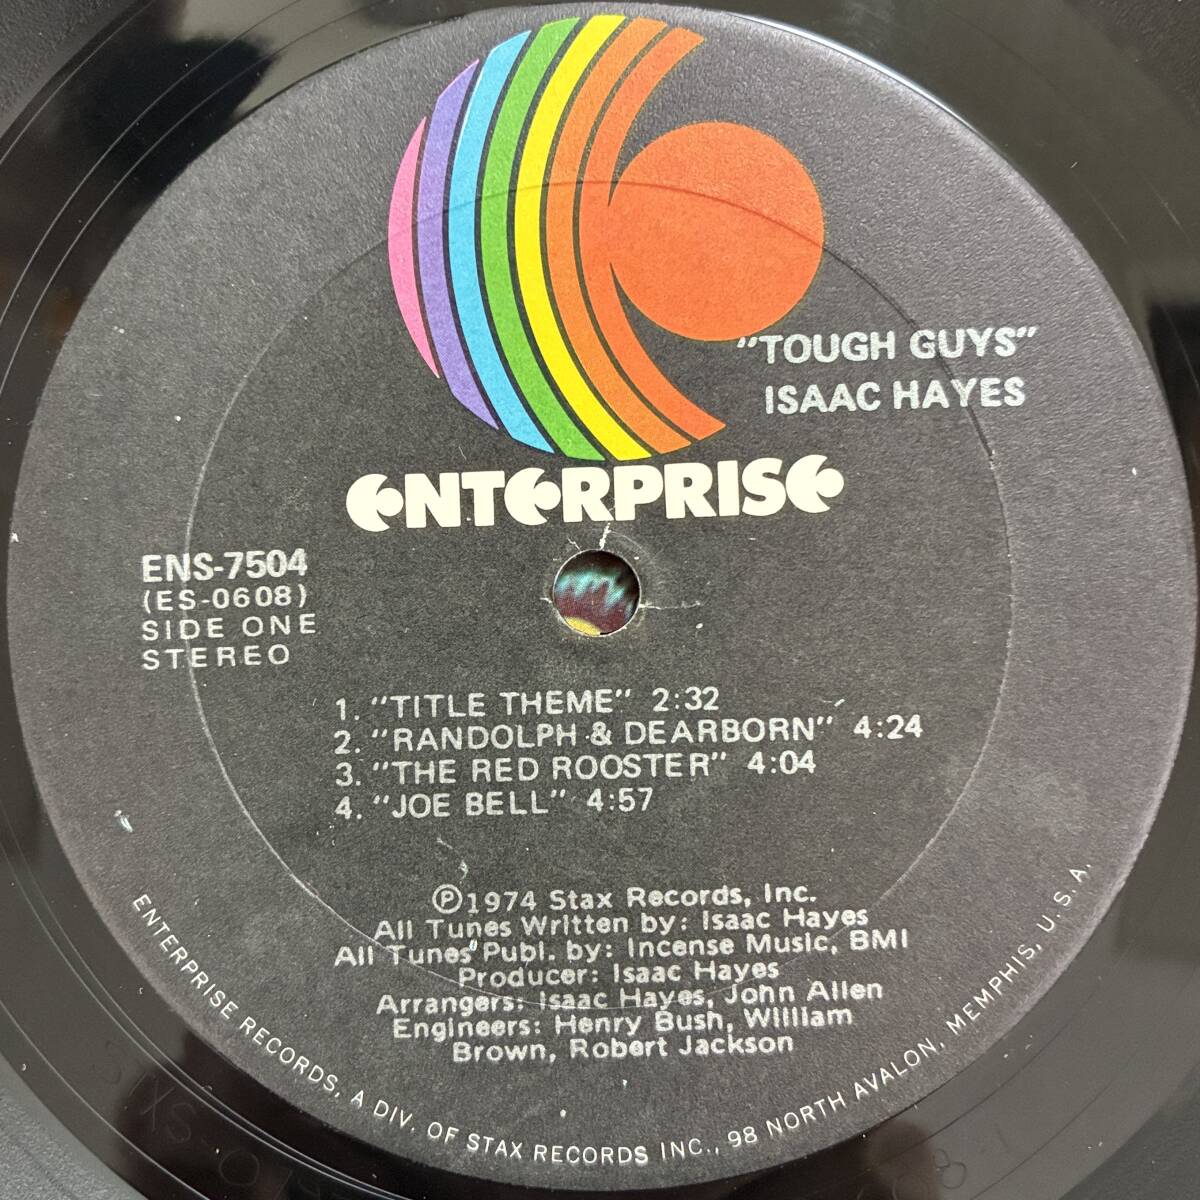 "TOUGH GUYS"
ISAAC HAYES
ENTERPRISE
ENS-7504
(ES-0608)
SIDE ONE
STEREO
1. "TITLE THEME" 2:32
2. "RANDOLPH & DEARBORN" 4:24
3. "THE RED ROOSTER" 4:04
4. "JOE BELL" 4:57
Ⓟ1974 Stax Records, Inc.
All Tunes Written by: Isaac Hayes
All Tunes Publ. by: Incense Music, BMI
Producer: Isaac Hayes
Arrangers: Isaac Hayes, John Allen
Engineers: Henry Bush, William
Brown, Robert Jackson
ENTERPRISE RECORDS, A DIV. OF STAX RECORDS INC., 98 NORTH AVALON, MEMPHIS, U.S.A.